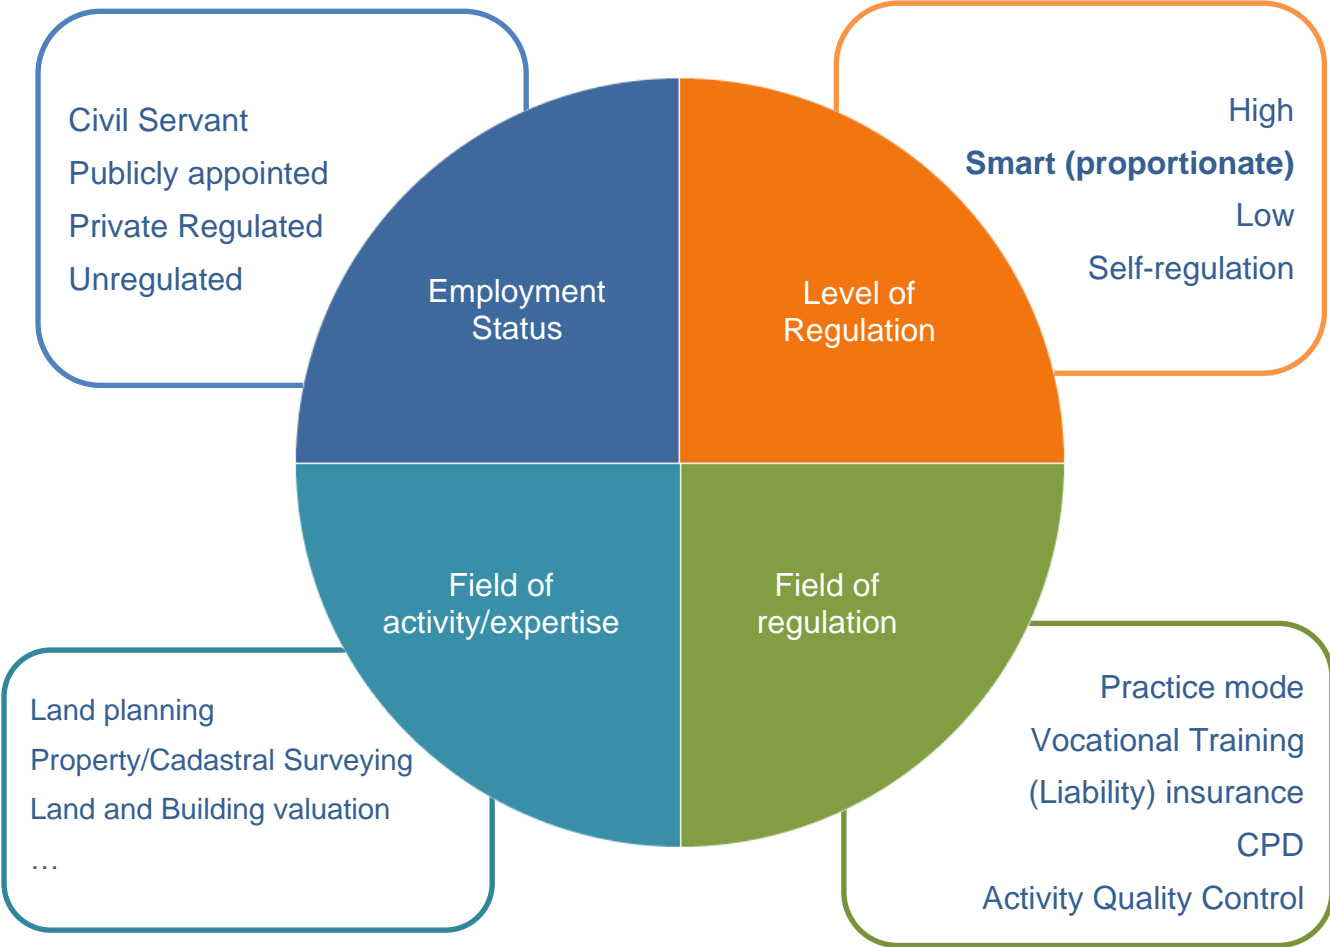 Civil Servant
Publicly appointed
Private Regulated
Unregulated
High
Smart (proportionate)
Low
Self-regulation
Employment
Status
Level of
Regulation
Field of
activity/expertise
Field of
regulation
Land planning
Property/Cadastral Surveying
Land and Building valuation
…
Practice mode
Vocational Training
(Liability) insurance
CPD
Activity Quality Control